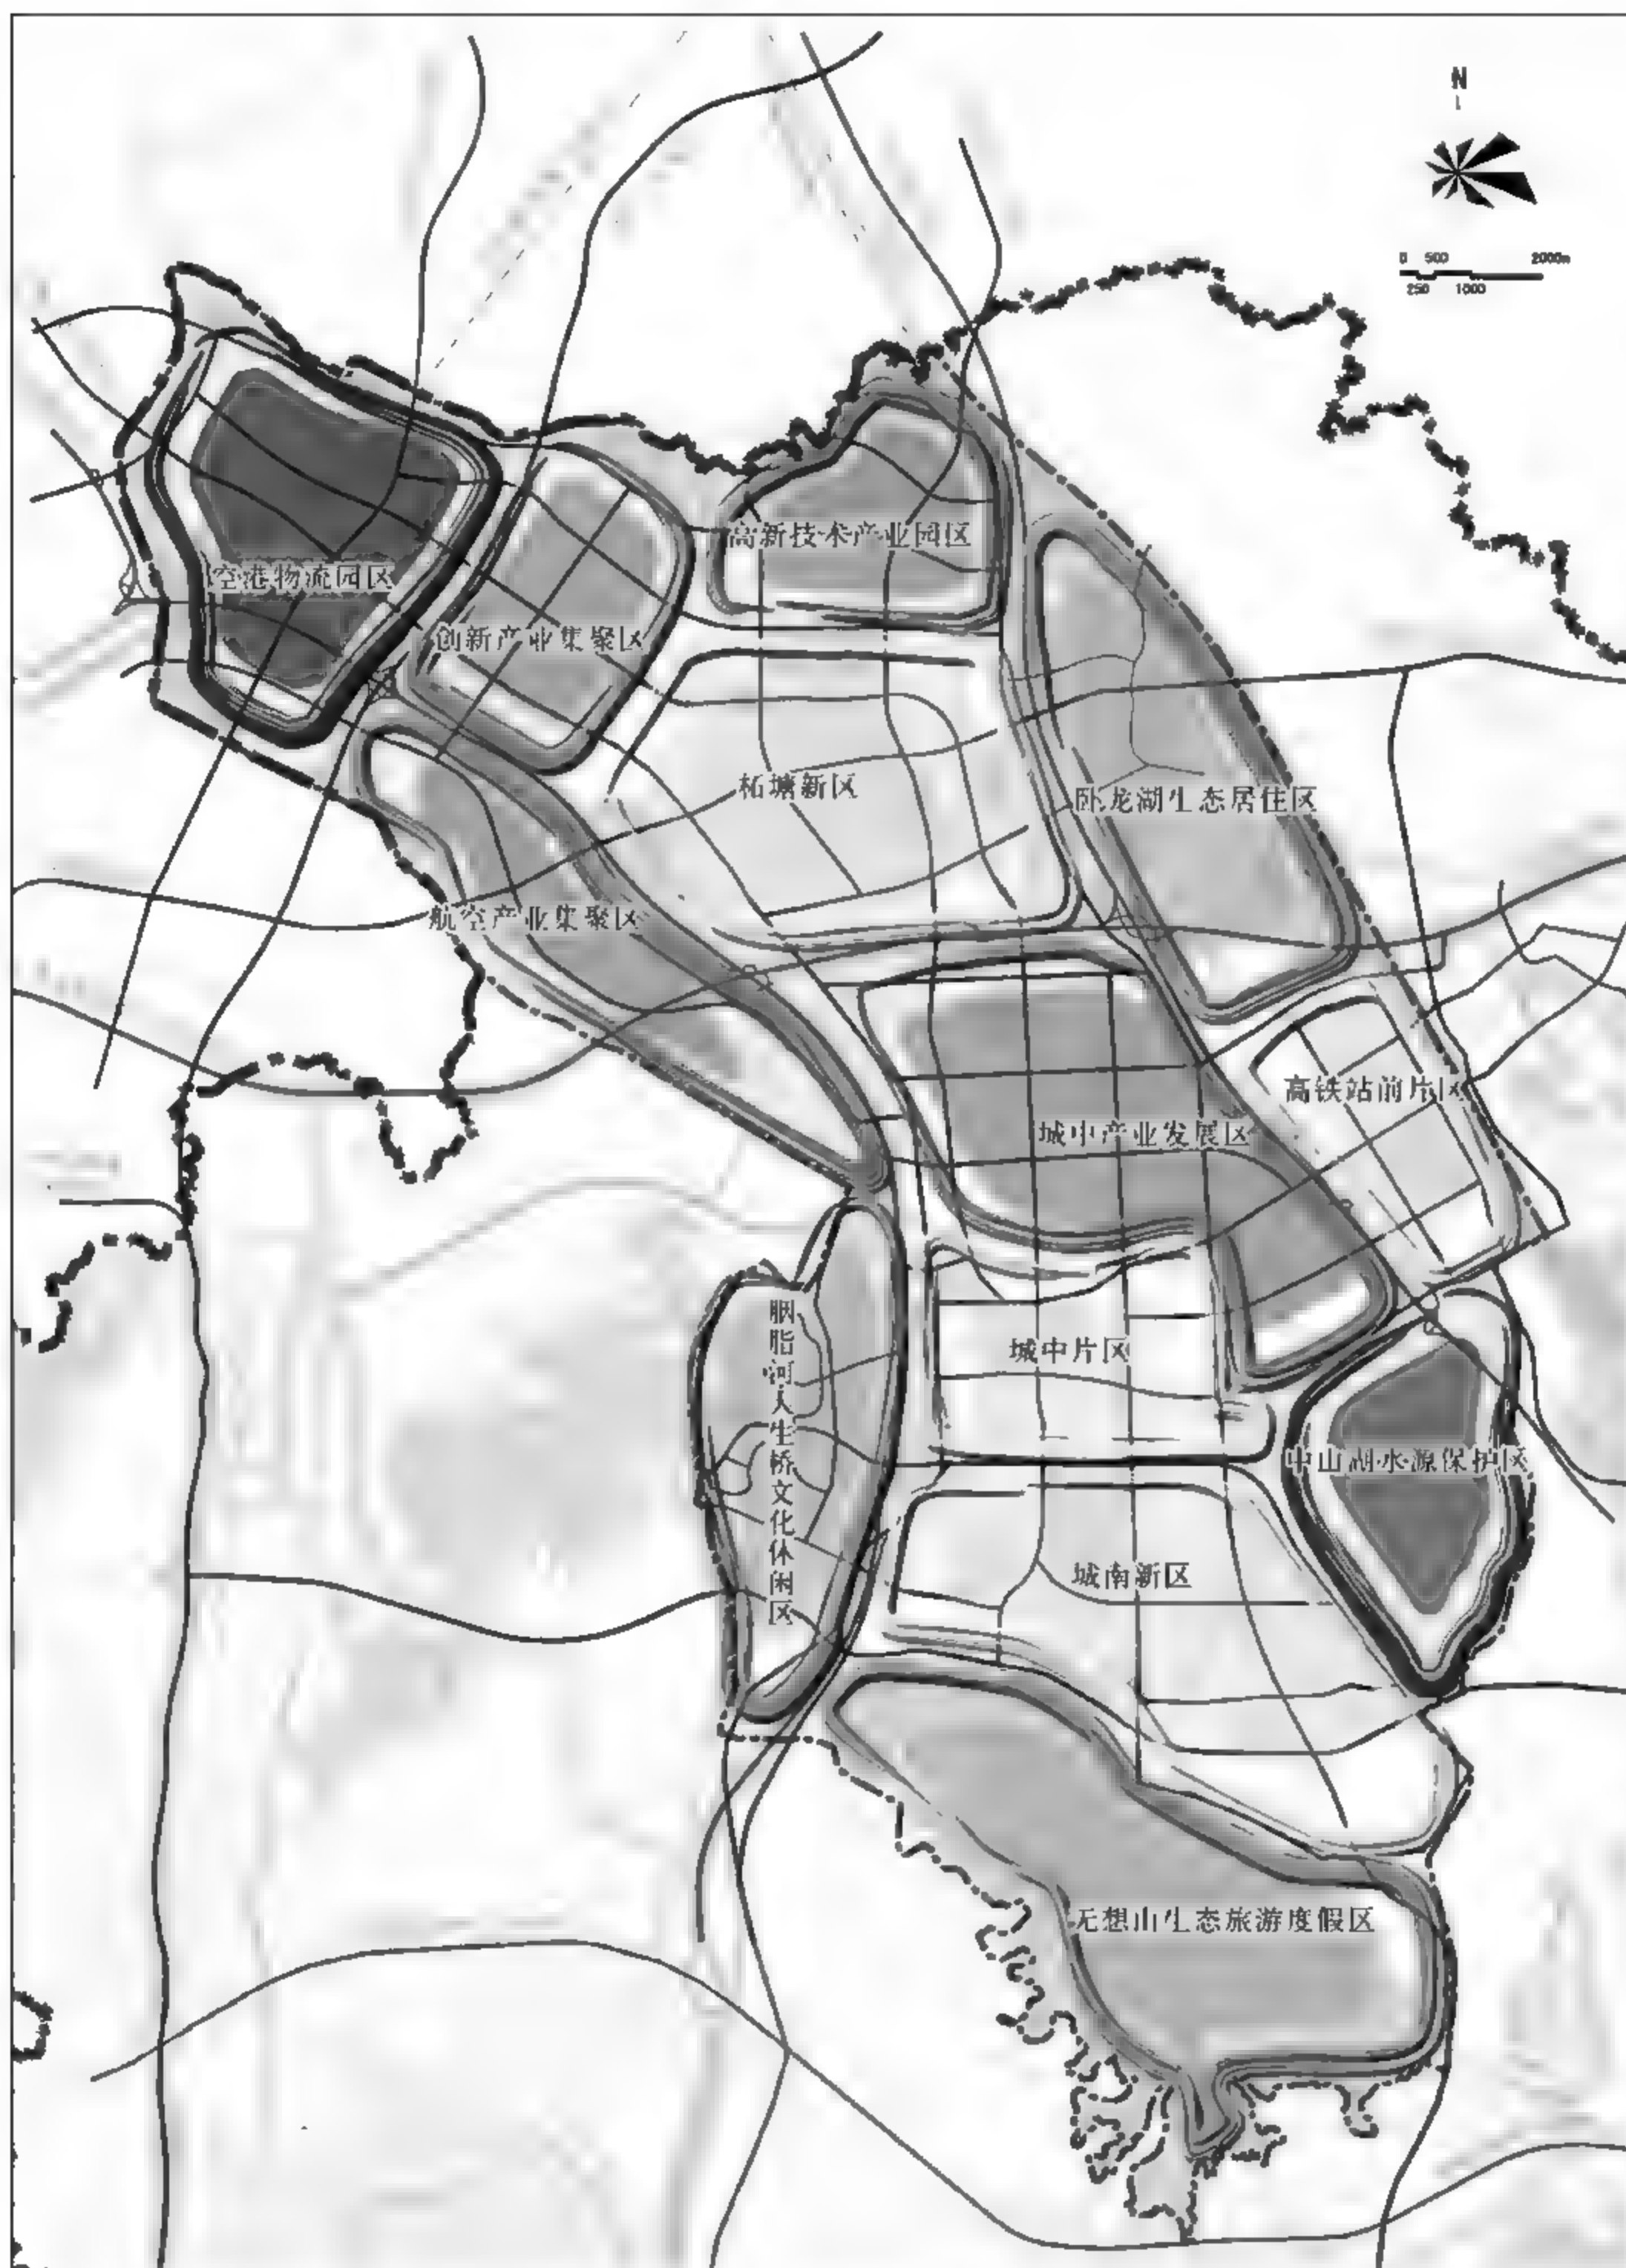 N
0 500 2000m
250 1000
高新技术产业园区
空港物流园区
创新产业集聚区
柘塘新区
卧龙湖生态居住区
航空产业集聚区
高铁站前片区
城中产业发展区
胭脂河人生桥文化休闲区
城中片区
中山湖水源保护区
城南新区
无想山生态旅游度假区